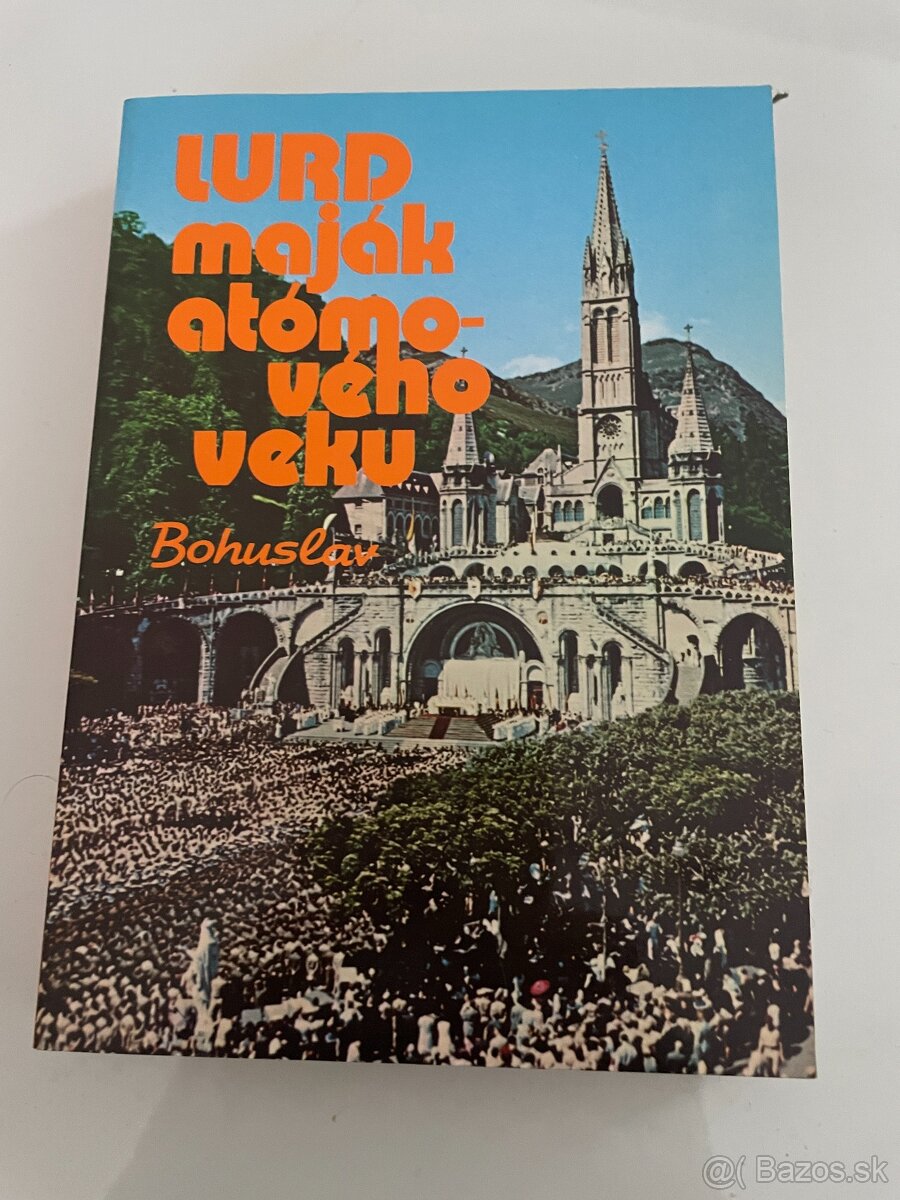 LURD
maják
atómo-
vého
veku
Bohuslav
@( Bazos.sk